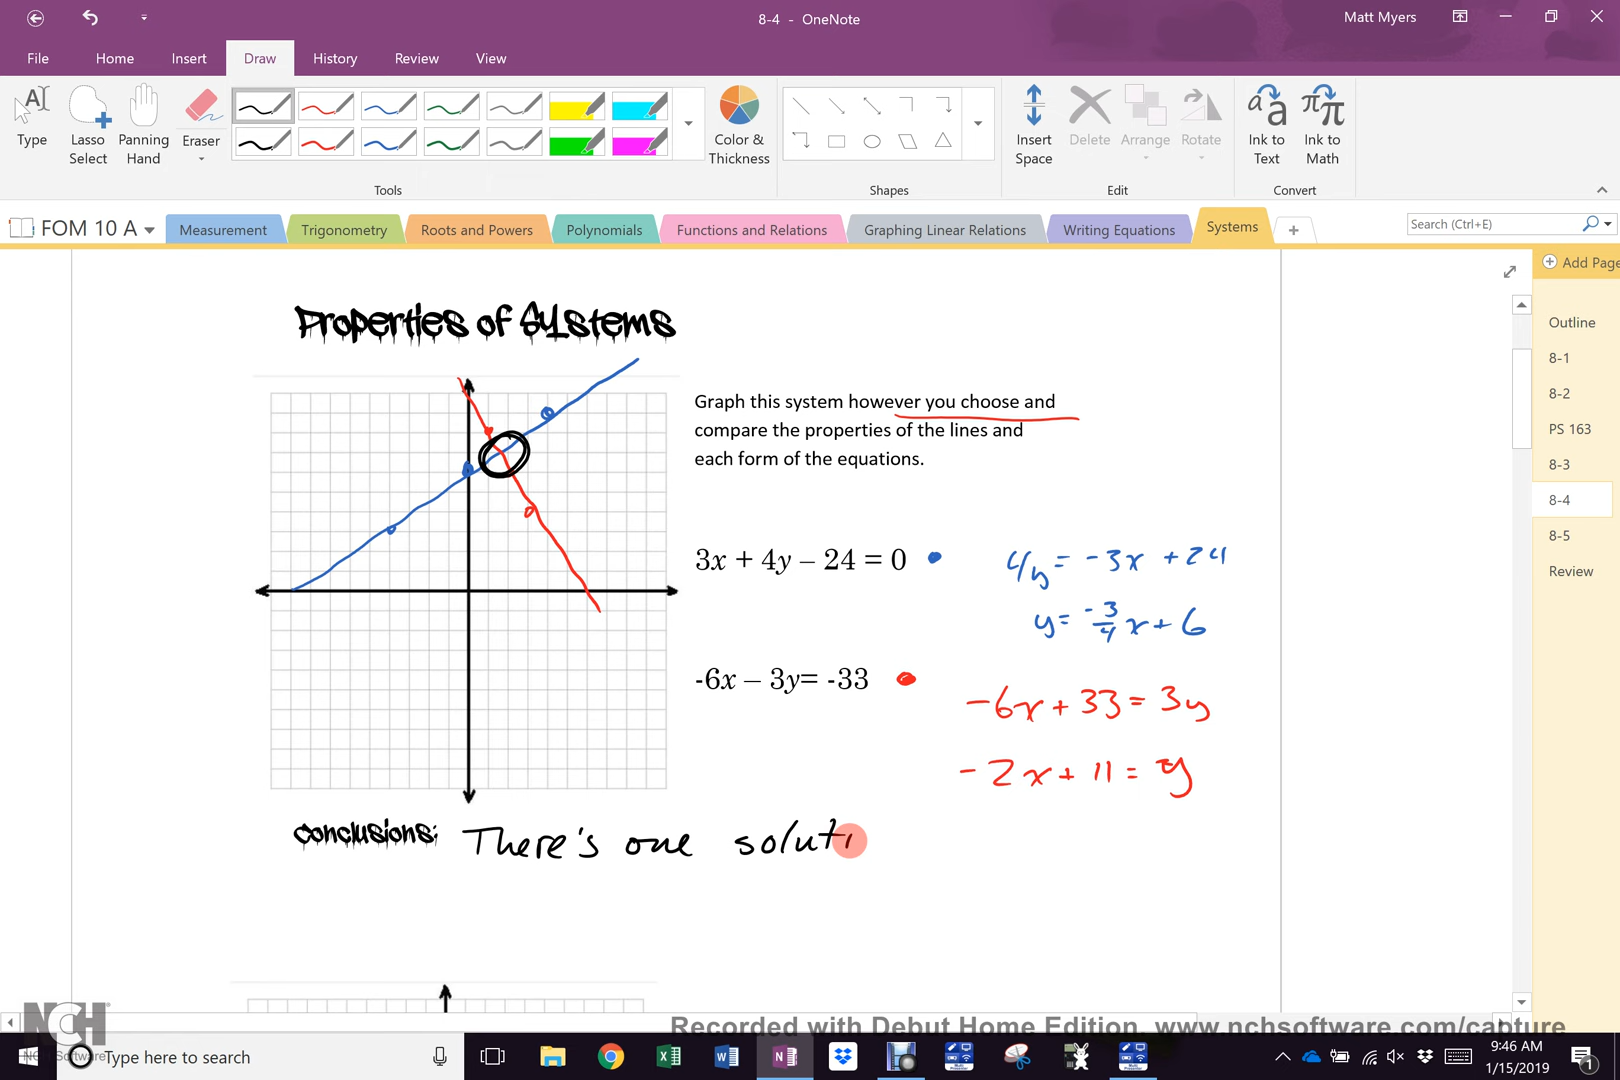 8-4 - OneNote
Matt Myers
File Home Insert Draw History Review View
Type
Lasso Select
Panning Hand
Eraser
Color & Thickness
Insert Space
Delete
Arrange
Rotate
Ink to Text
Ink to Math
Tools
Shapes
Edit
Convert
FOM 10 A
Measurement
Trigonometry
Roots and Powers
Polynomials
Functions and Relations
Graphing Linear Relations
Writing Equations
Systems
+
Search (Ctrl+E)
Add Page
Outline
8-1
8-2
PS 163
8-3
8-4
8-5
Review
Properties of Systems
Graph this system however you choose and
compare the properties of the lines and
each form of the equations.
3x + 4y – 24 = 0
4y = -3x + 24
y = -3/4 x + 6
-6x – 3y= -33
-6x + 33 = 3y
-2x + 11 = y
Conclusions: There's one soluti
NCH
NCH Software
Recorded with Debut Home Edition. www.nchsoftware.com/capture
Type here to search
9:46 AM
1/15/2019
1